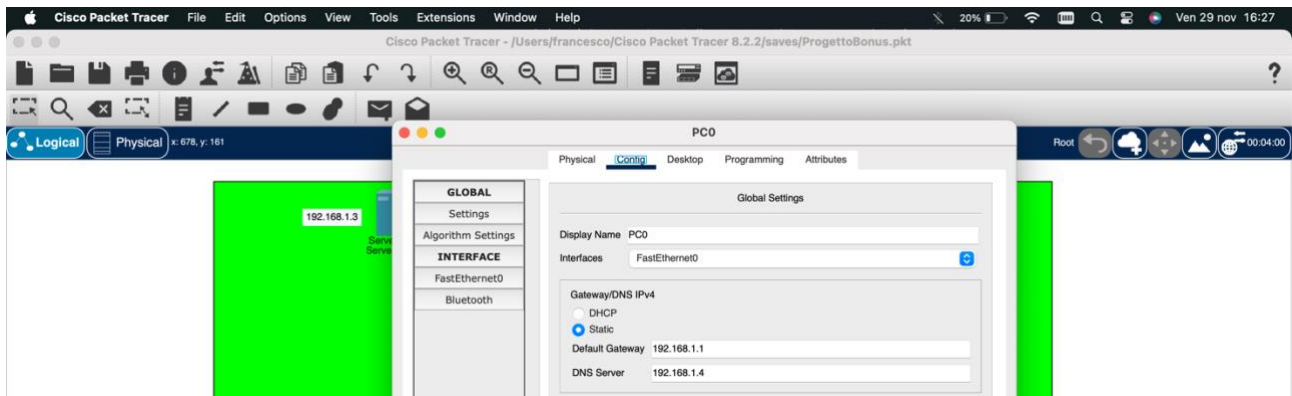 Cisco Packet Tracer File Edit Options View Tools Extensions Window Help 20% Ven 29 nov 16:27
Cisco Packet Tracer - /Users/francesco/Cisco Packet Tracer 8.2.2/saves/ProgettoBonus.pkt
Logical Physical x: 678, y: 161 PC0 Root 00:04:00
Physical Config Desktop Programming Attributes
GLOBAL Global Settings
Settings
192.168.1.3
Algorithm Settings Display Name PC0
INTERFACE Interfaces FastEthernet0
FastEthernet0
Bluetooth Gateway/DNS IPv4
DHCP
Static
Default Gateway 192.168.1.1
DNS Server 192.168.1.4